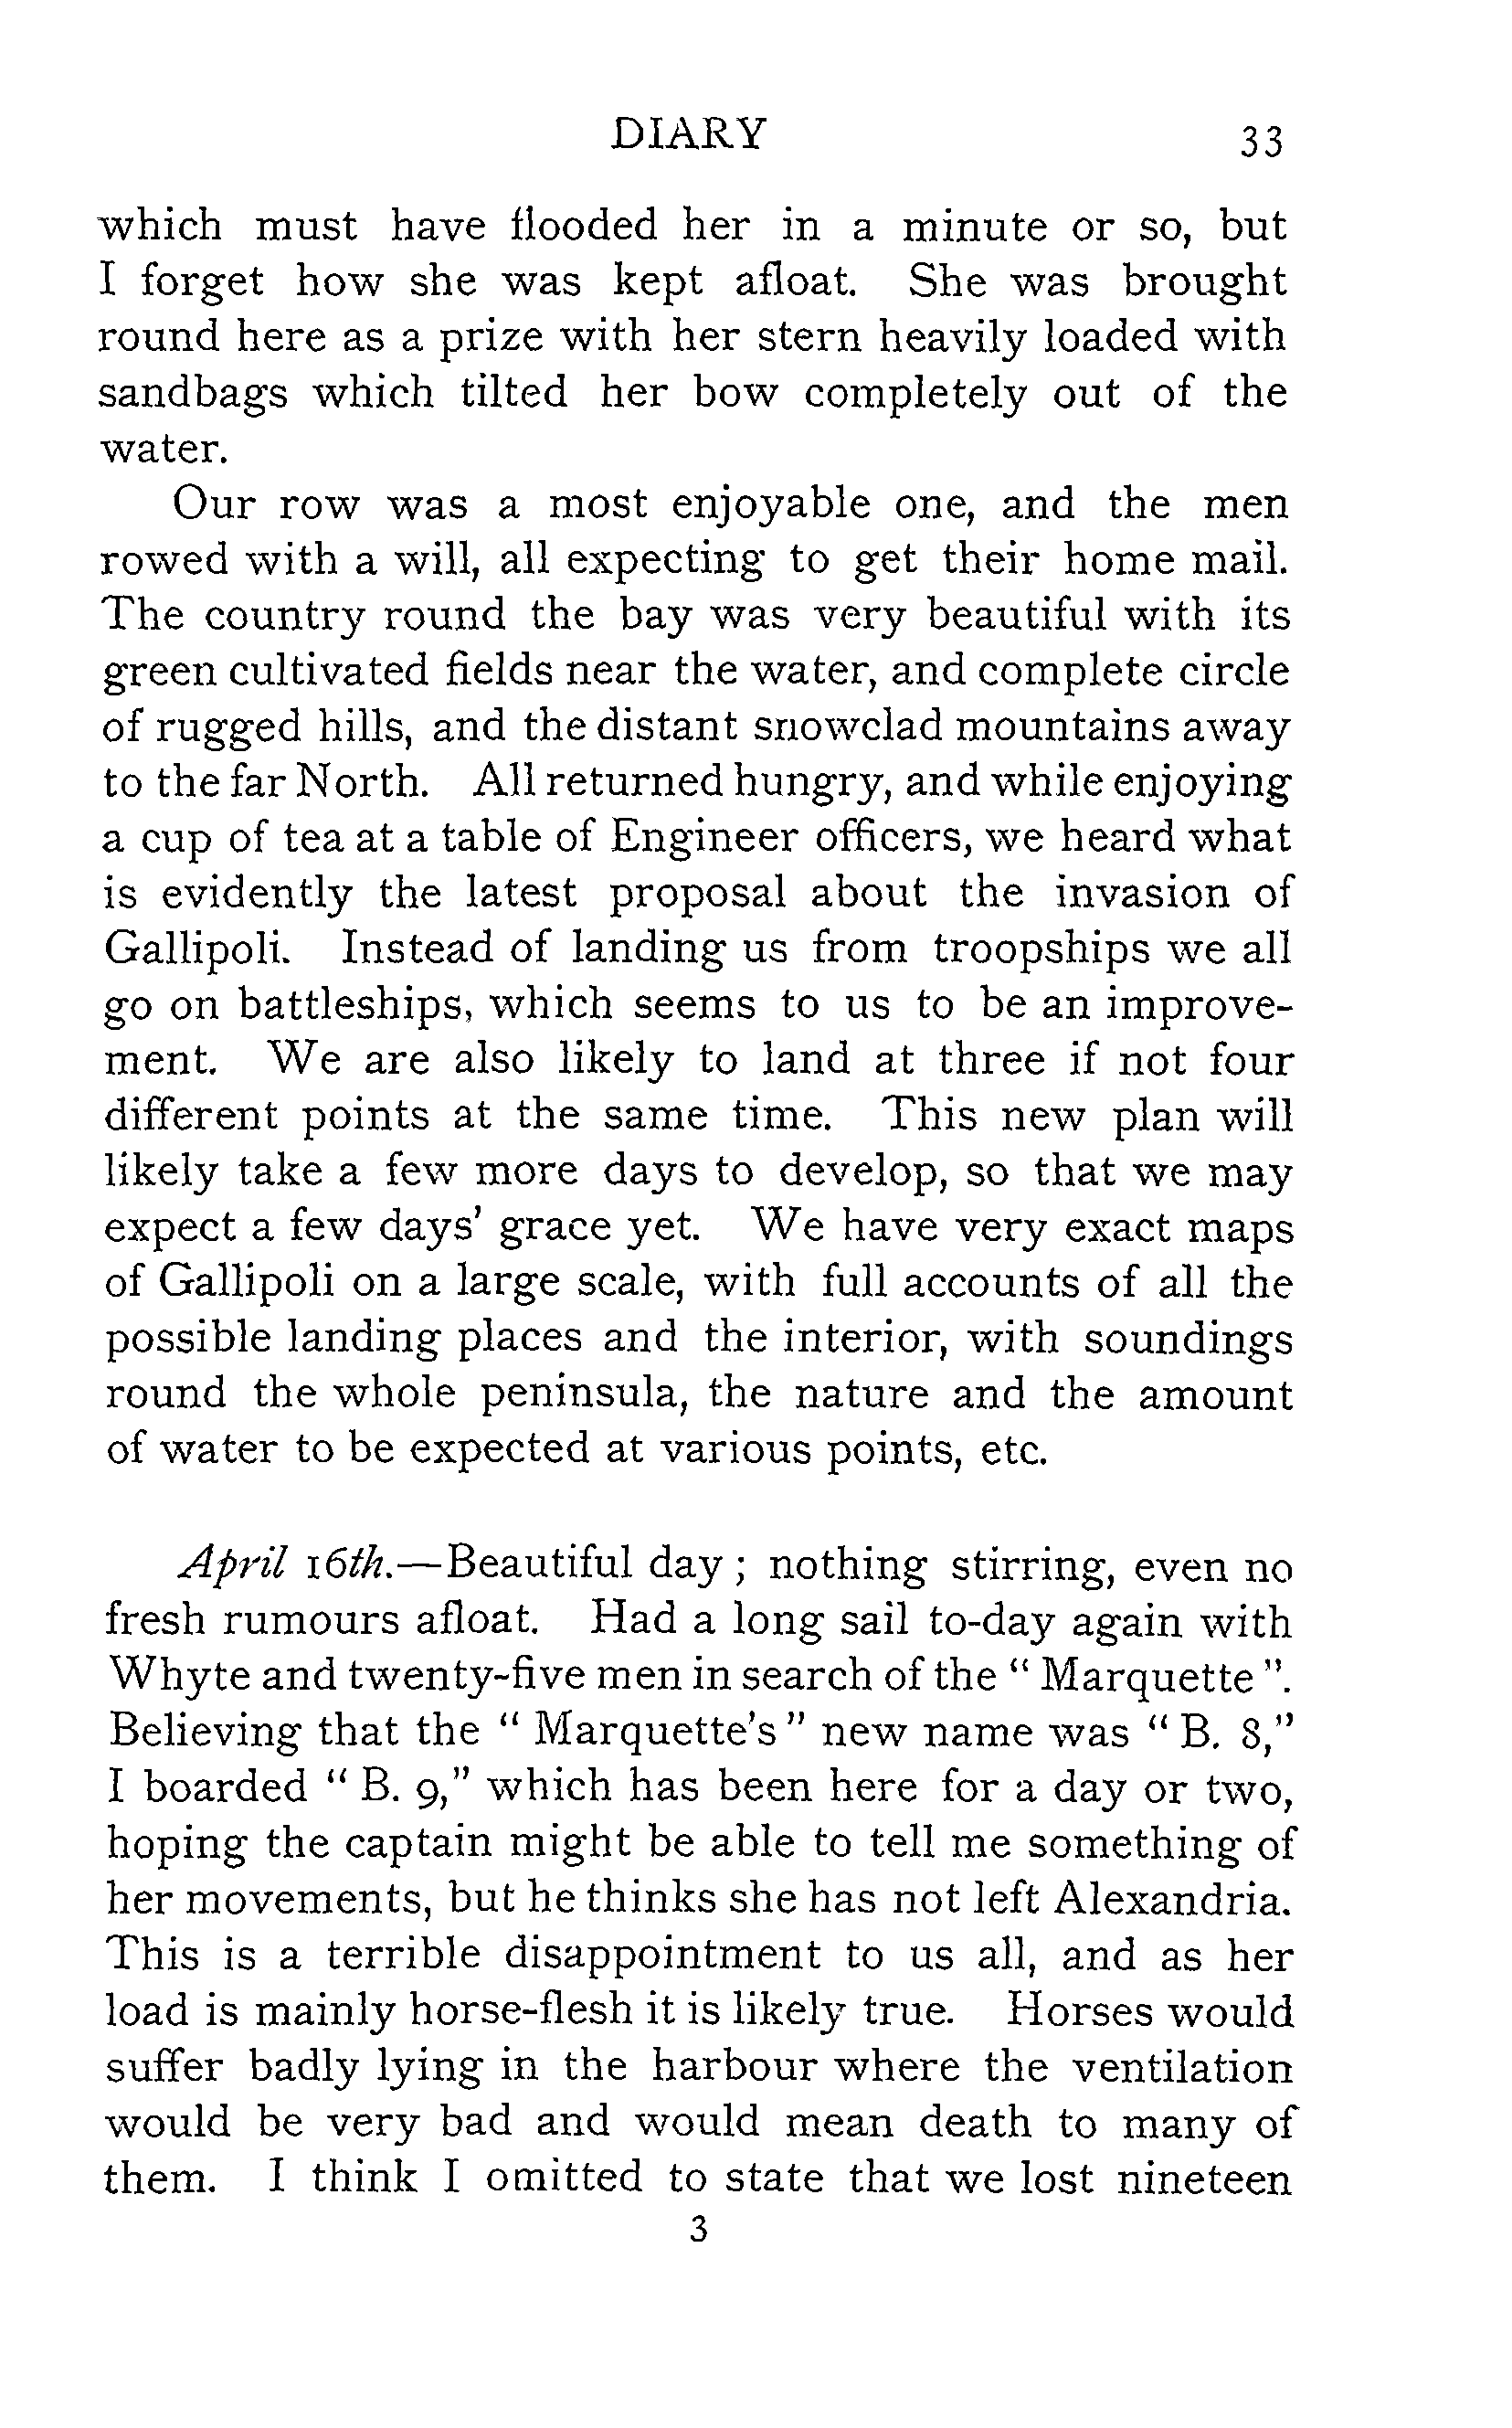 DIARY 33
which must have flooded her in a minute or so, but
I forget how she was kept afloat. She was brought
round here as a prize with her stern heavily loaded with
sandbags which tilted her bow completely out of the
water.
Our row was a most enjoyable one, and the men
rowed with a will, all expecting to get their home mail.
The country round the bay was very beautiful with its
green cultivated fields near the water, and complete circle
of rugged hills, and the distant snowclad mountains away
to the far North. All returned hungry, and while enjoying
a cup of tea at a table of Engineer officers, we heard what
is evidently the latest proposal about the invasion of
Gallipoli. Instead of landing us from troopships we all
go on battleships, which seems to us to be an improve-
ment. We are also likely to land at three if not four
different points at the same time. This new plan will
likely take a few more days to develop, so that we may
expect a few days' grace yet. We have very exact maps
of Gallipoli on a large scale, with full accounts of all the
possible landing places and the interior, with soundings
round the whole peninsula, the nature and the amount
of water to be expected at various points, etc.
April 16th.—Beautiful day ; nothing stirring, even no
fresh rumours afloat. Had a long sail to-day again with
Whyte and twenty-five men in search of the " Marquette ".
Believing that the " Marquette's " new name was " B. 8,"
I boarded " B. 9," which has been here for a day or two,
hoping the captain might be able to tell me something of
her movements, but he thinks she has not left Alexandria.
This is a terrible disappointment to us all, and as her
load is mainly horse-flesh it is likely true. Horses would
suffer badly lying in the harbour where the ventilation
would be very bad and would mean death to many of
them. I think I omitted to state that we lost nineteen
3